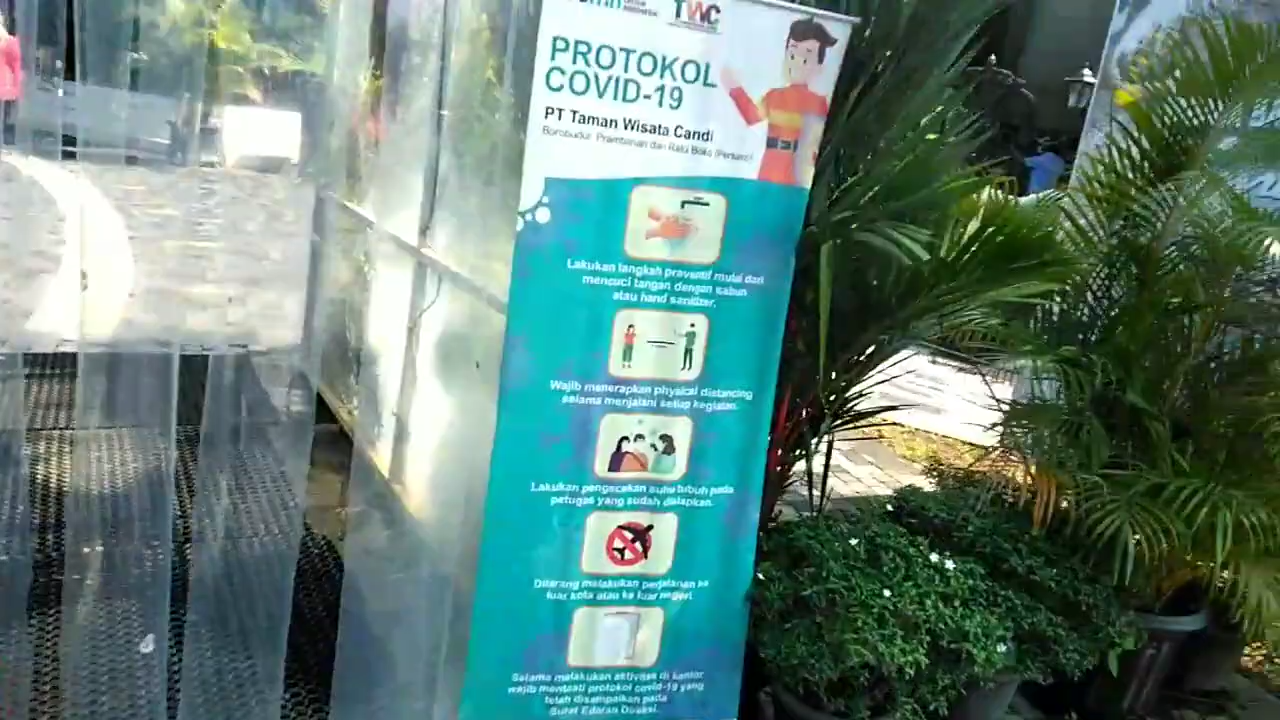 TWC
PROTOKOL
COVID-19
PT Taman Wisata Candi
Borobudur, Prambanan dan Ratu Boko (Persero)
Lakukan langkah preventif mulai dari
mencuci tangan dengan sabun
atau hand sanitizer.
Wajib menerapkan physical distancing
selama menjalani setiap kegiatan.
Lakukan pengecekan suhu tubuh pada
petugas yang sudah disiapkan.
Dilarang melakukan perjalanan ke
luar kota atau ke luar negeri.
Selama melakukan aktivitas di kantor
wajib mentaati protokol covid-19 yang
telah disampaikan pada
Surat Edaran Direksi.